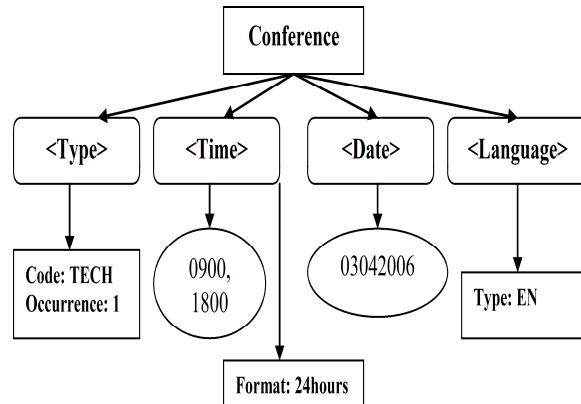 Conference
<Type>
<Time>
<Date>
<Language>
Code: TECH
Occurrence: 1
0900,
1800
03042006
Type: EN
Format: 24hours